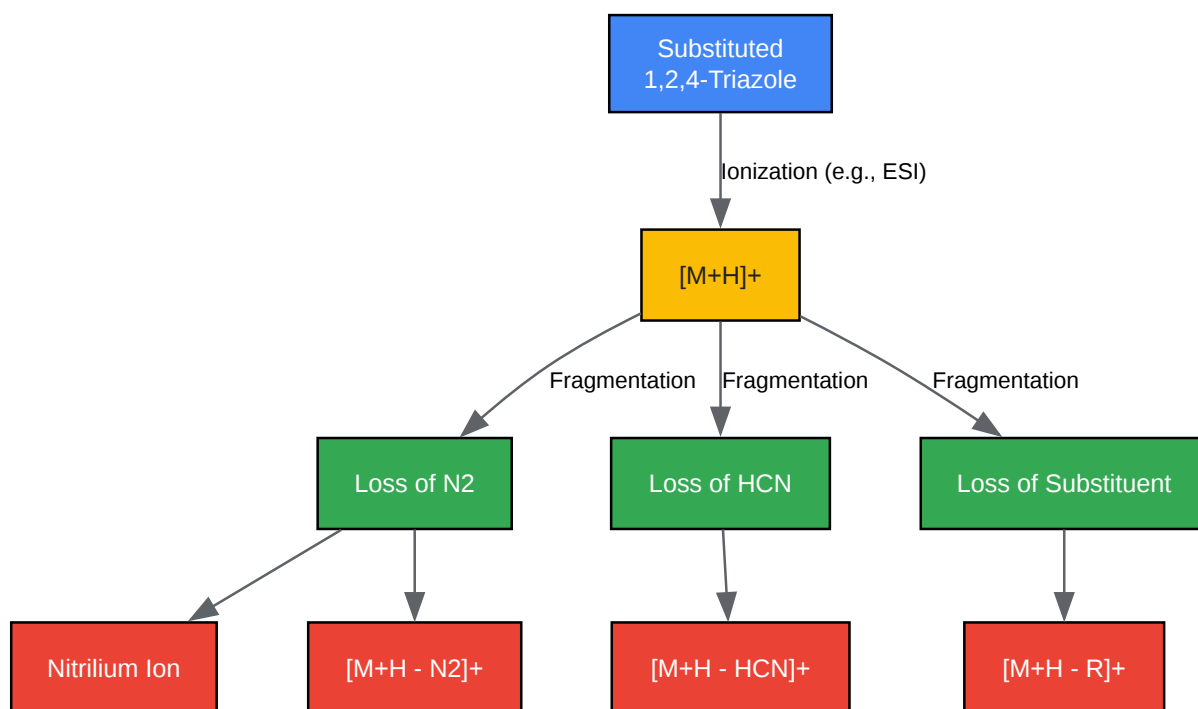 Substituted
1,2,4-Triazole
Ionization (e.g., ESI)
[M+H]+
Fragmentation
Fragmentation
Fragmentation
Loss of N2
Loss of HCN
Loss of Substituent
Nitrilium Ion
[M+H - N2]+
[M+H - HCN]+
[M+H - R]+